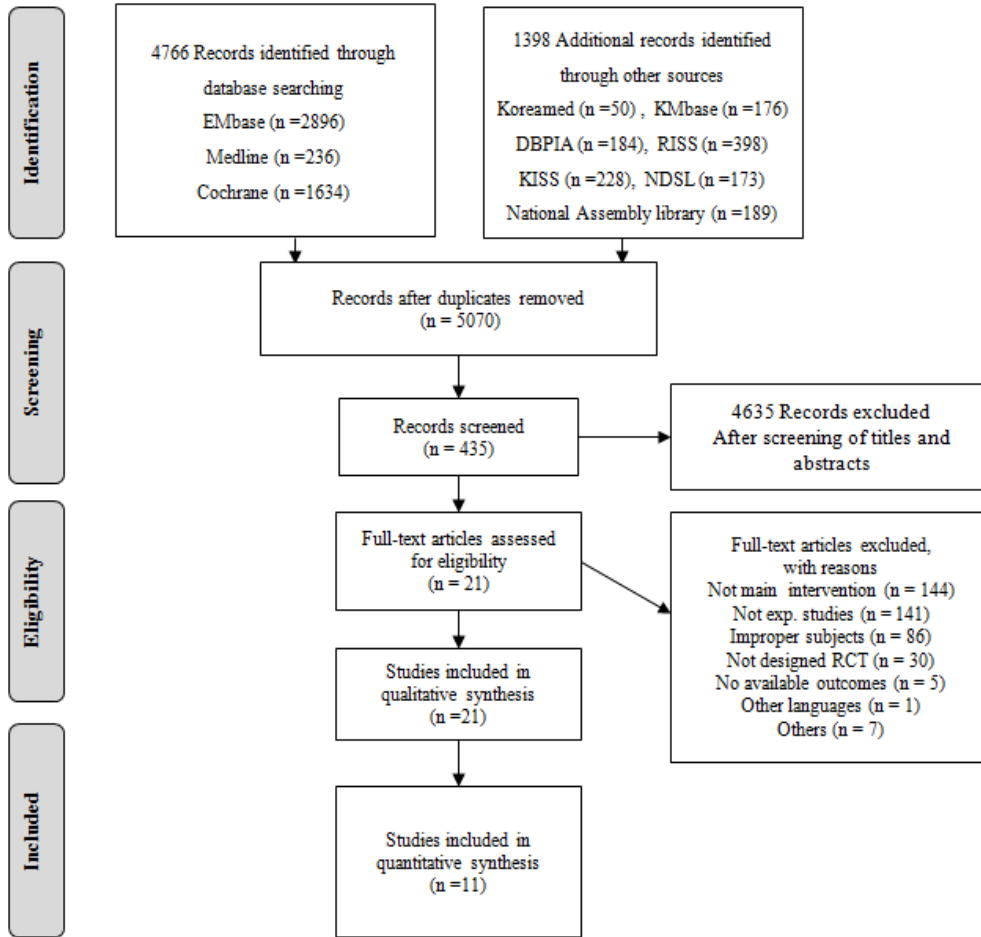 Identification
4766 Records identified through
database searching
EMbase (n =2896)
Medline (n =236)
Cochrane (n =1634)
1398 Additional records identified
through other sources
Koreamed (n =50) , KMbase (n =176)
DBPIA (n =184), RISS (n =398)
KISS (n =228), NDSL (n =173)
National Assembly library (n =189)
Screening
Records after duplicates removed
(n = 5070)
Records screened
(n = 435)
4635 Records excluded
After screening of titles and
abstracts
Eligibility
Full-text articles assessed
for eligibility
(n = 21)
Full-text articles excluded,
with reasons
Not main intervention (n = 144)
Not exp. studies (n = 141)
Improper subjects (n = 86)
Not designed RCT (n = 30)
No available outcomes (n = 5)
Other languages (n = 1)
Others (n = 7)
Studies included in
qualitative synthesis
(n =21)
Included
Studies included in
quantitative synthesis
(n =11)